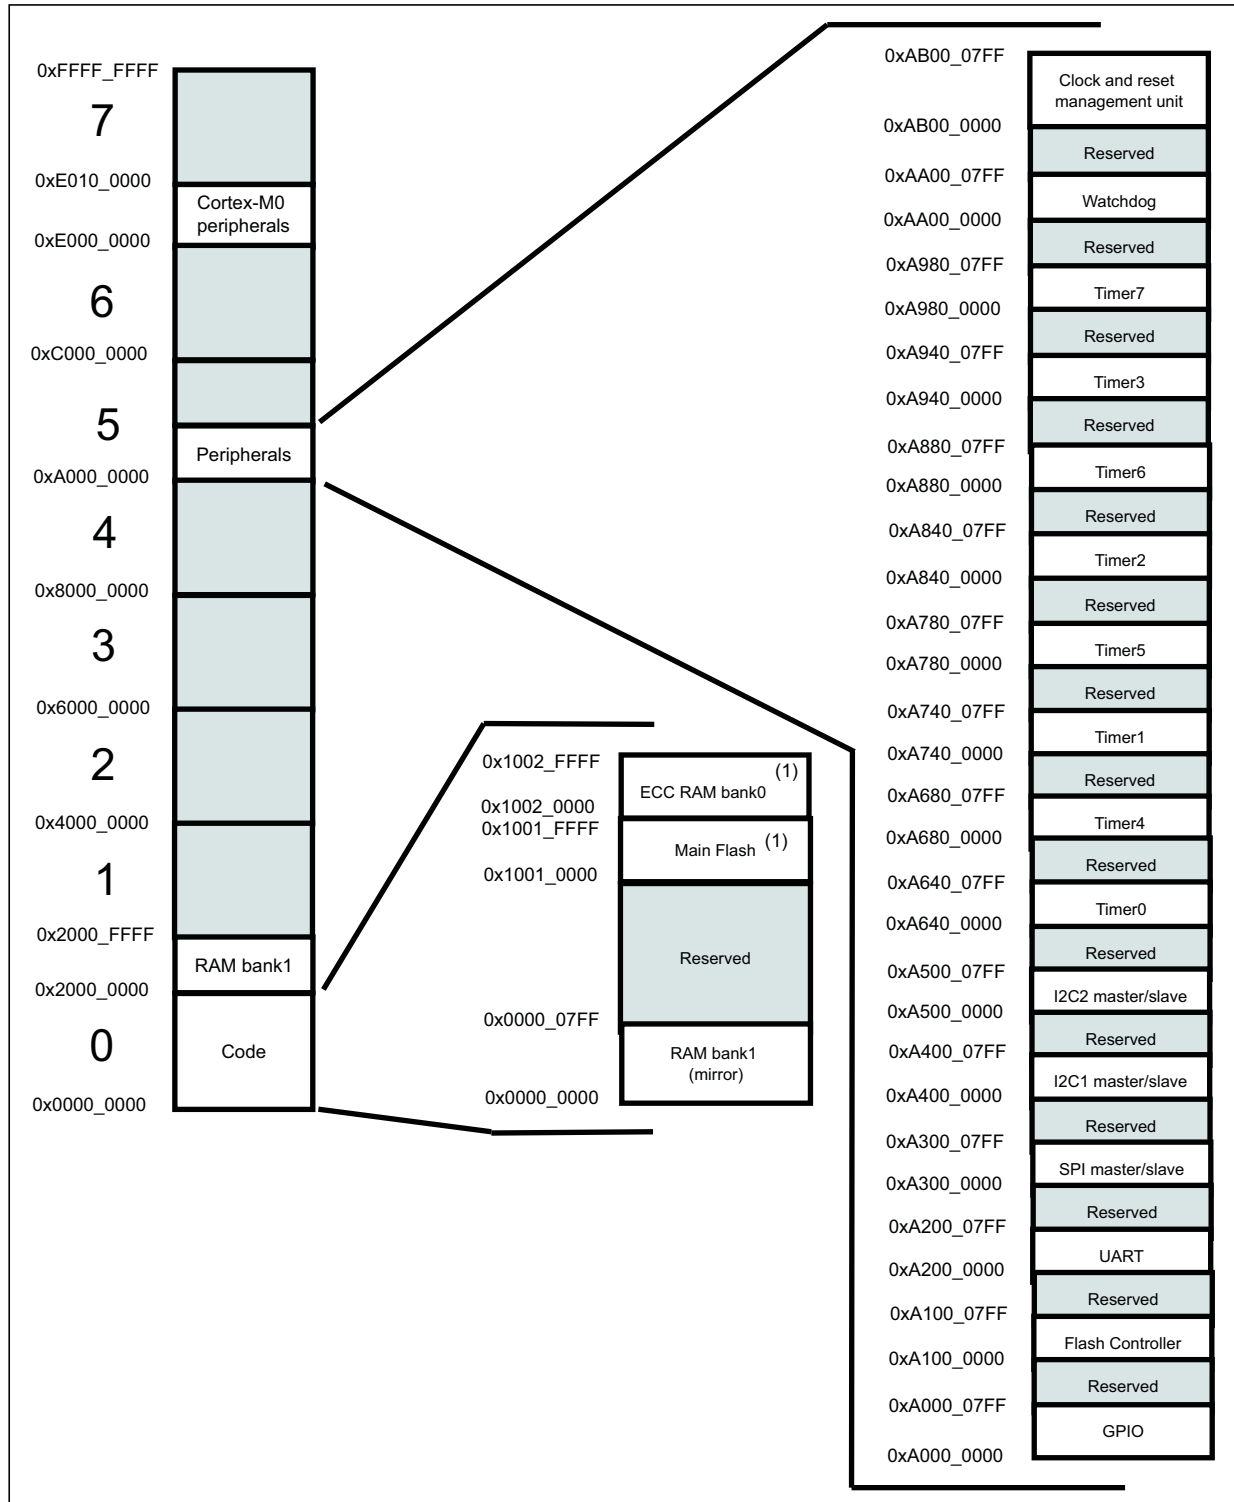 0xFFFF_FFFF
7
0xE010_0000
Cortex-M0
peripherals
0xE000_0000
6
0xC000_0000
5
Peripherals
0xA000_0000
4
0x8000_0000
3
0x6000_0000
2
0x4000_0000
1
0x2000_FFFF
RAM bank1
0x2000_0000
0
Code
0x0000_0000
0x1002_FFFF
(1)
ECC RAM bank0
0x1002_0000
0x1001_FFFF
Main Flash (1)
0x1001_0000
Reserved
0x0000_07FF
RAM bank1
(mirror)
0x0000_0000
0xAB00_07FF
Clock and reset
management unit
0xAB00_0000
Reserved
0xAA00_07FF
Watchdog
0xAA00_0000
Reserved
0xA980_07FF
Timer7
0xA980_0000
Reserved
0xA940_07FF
Timer3
0xA940_0000
Reserved
0xA880_07FF
Timer6
0xA880_0000
Reserved
0xA840_07FF
Timer2
0xA840_0000
Reserved
0xA780_07FF
Timer5
0xA780_0000
Reserved
0xA740_07FF
Timer1
0xA740_0000
Reserved
0xA680_07FF
Timer4
0xA680_0000
Reserved
0xA640_07FF
Timer0
0xA640_0000
Reserved
0xA500_07FF
I2C2 master/slave
0xA500_0000
Reserved
0xA400_07FF
I2C1 master/slave
0xA400_0000
Reserved
0xA300_07FF
SPI master/slave
0xA300_0000
Reserved
0xA200_07FF
UART
0xA200_0000
Reserved
0xA100_07FF
Flash Controller
0xA100_0000
Reserved
0xA000_07FF
GPIO
0xA000_0000